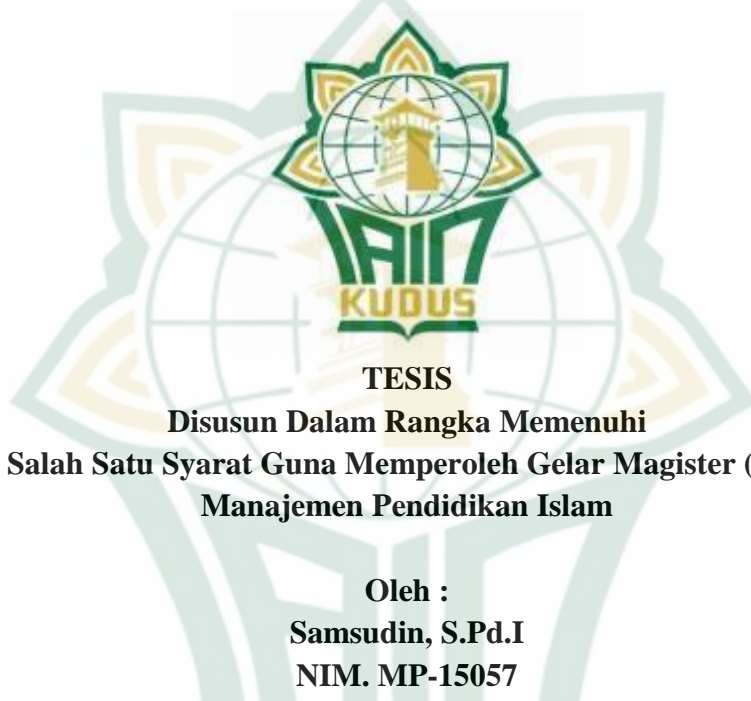 IAIN
KUDUS
TESIS
Disusun Dalam Rangka Memenuhi
Salah Satu Syarat Guna Memperoleh Gelar Magister (
Manajemen Pendidikan Islam
Oleh :
Samsudin, S.Pd.I
NIM. MP-15057